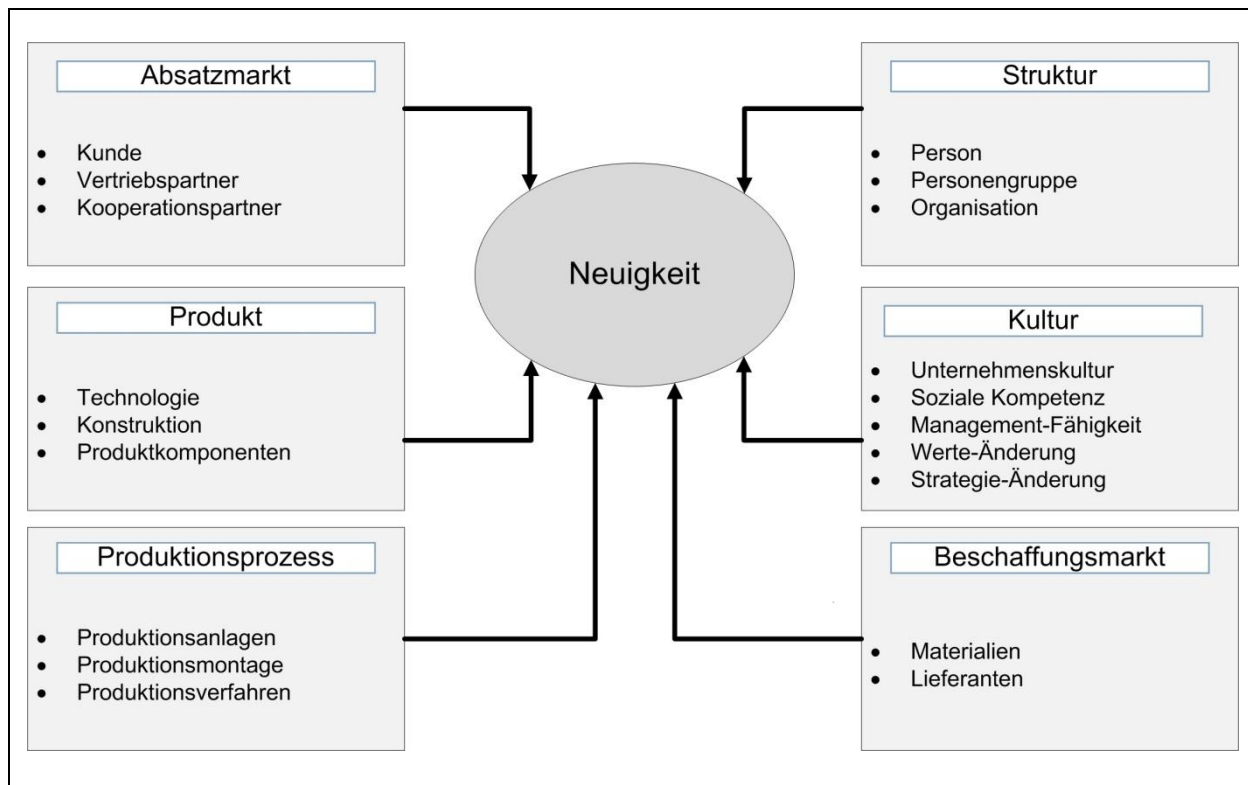 Absatzmarkt
Kunde
Vertriebspartner
Kooperationspartner
Produkt
Technologie
Konstruktion
Produktkomponenten
Produktionsprozess
Produktionsanlagen
Produktionsmontage
Produktionsverfahren
Neuigkeit
Struktur
Person
Personengruppe
Organisation
Kultur
Unternehmenskultur
Soziale Kompetenz
Management-Fähigkeit
Werte-Änderung
Strategie-Änderung
Beschaffungsmarkt
Materialien
Lieferanten